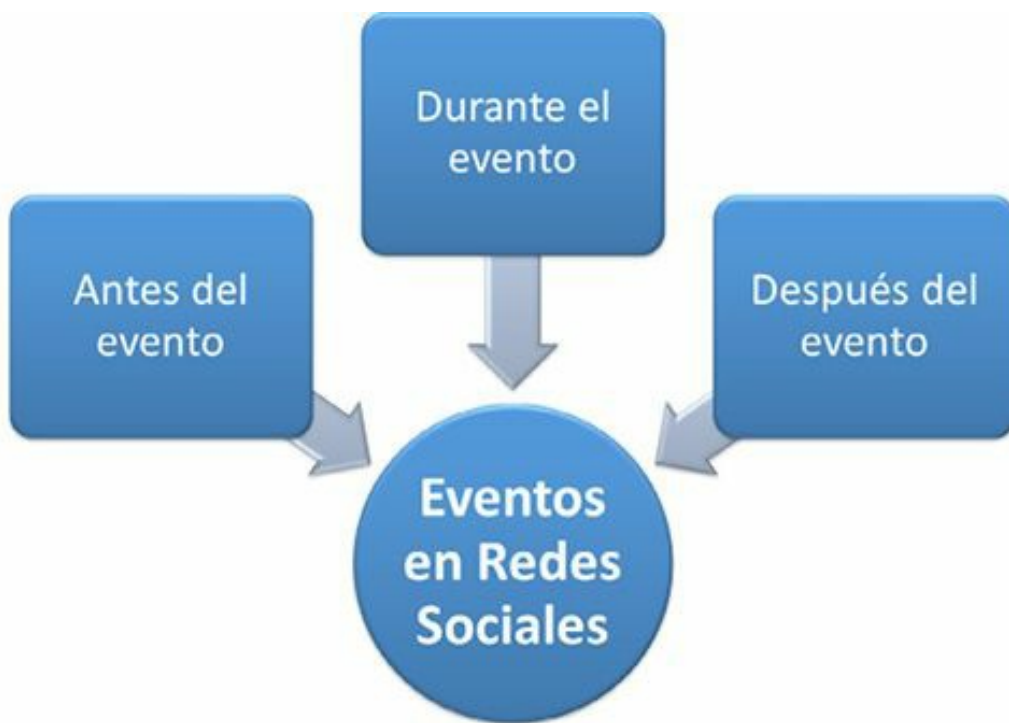 Durante el
evento
Antes del
evento
Después del
evento
Eventos
en Redes
Sociales